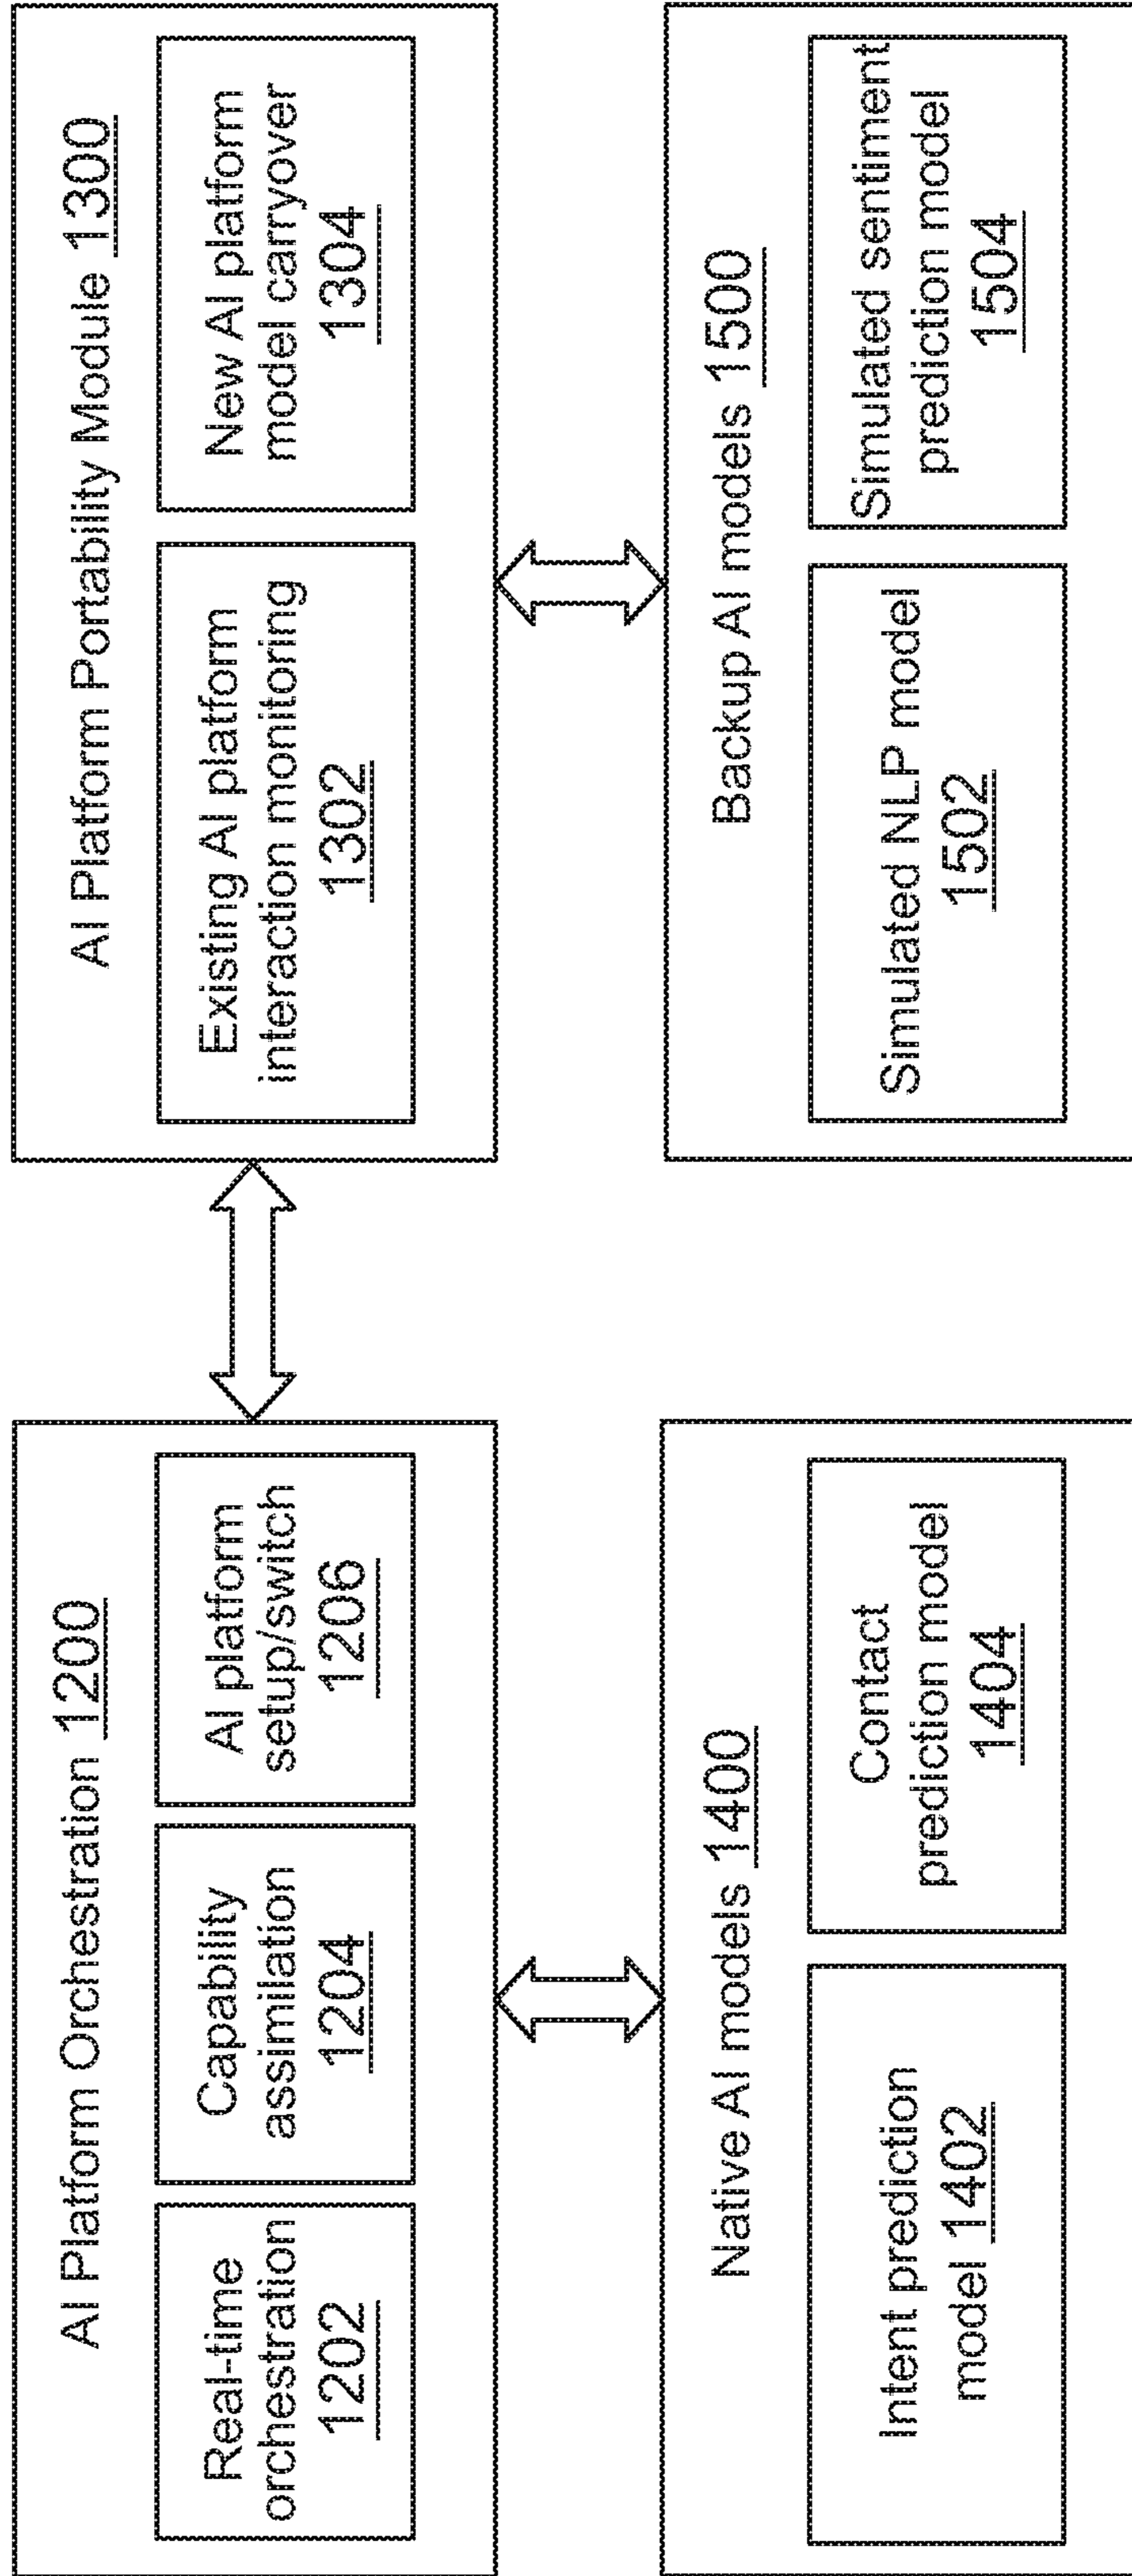 AI Platform Orchestration 1200
Real-time
orchestration
1202
Capability
assimilation
1204
AI platform
setup/switch
1206
AI Platform Portability Module 1300
Existing AI platform
interaction monitoring
1302
New AI platform
model carryover
1304
Native AI models 1400
Intent prediction
model 1402
Contact
prediction model
1404
Backup AI models 1500
Simulated NLP model
1502
Simulated sentiment
prediction model
1504